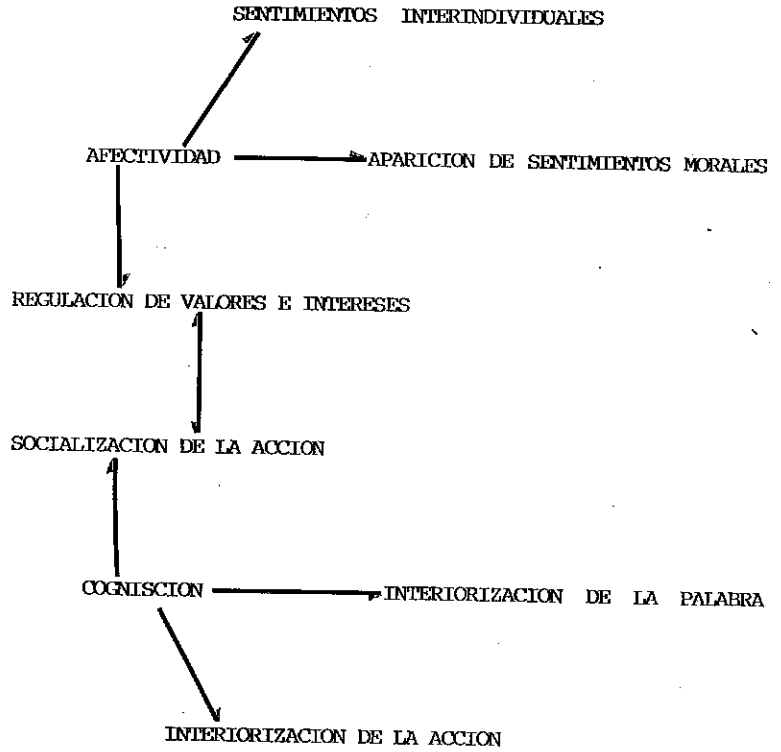 SENTIMIENTOS INTERINDIVIDUALES
AFECTIVIDAD
APARICION DE SENTIMIENTOS MORALES
REGULACION DE VALORES E INTERESES
SOCIALIZACION DE LA ACCION
COGNISCION
INTERIORIZACION DE LA PALABRA
INTERIORIZACION DE LA ACCION